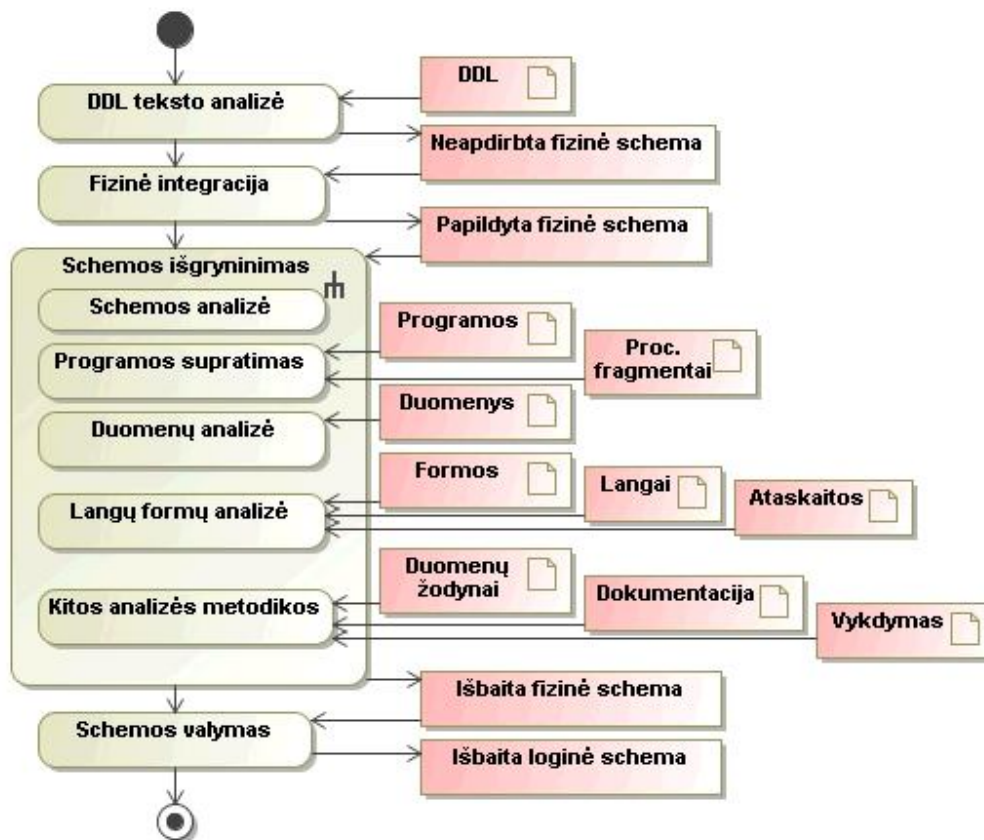 DDL
DDL teksto analizė
Neapdirbta fizinė schema
Fizinė integracija
Papildyta fizinė schema
Schemos išgryninimas
Schemos analizė
Programos
Programos supratimas
Proc.
fragmentai
Duomenys
Duomenų analizė
Formos
Langai
Ataskaitos
Langų formų analizė
Duomenų
žodynai
Kitos analizės metodikos
Dokumentacija
Vykdymas
Išbaita fizinė schema
Schemos valymas
Išbaita loginė schema